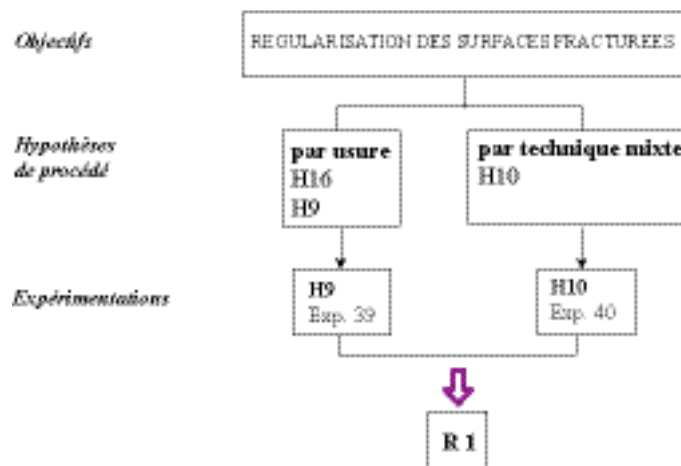 Objectifs
REGULARISATION DES SURFACES FRACTUREES
Hypothèses
de procédé
par usure
H16
H9
par technique mixte
H10
Expérimentations
H9
Exp. 39
H10
Exp. 40
R 1